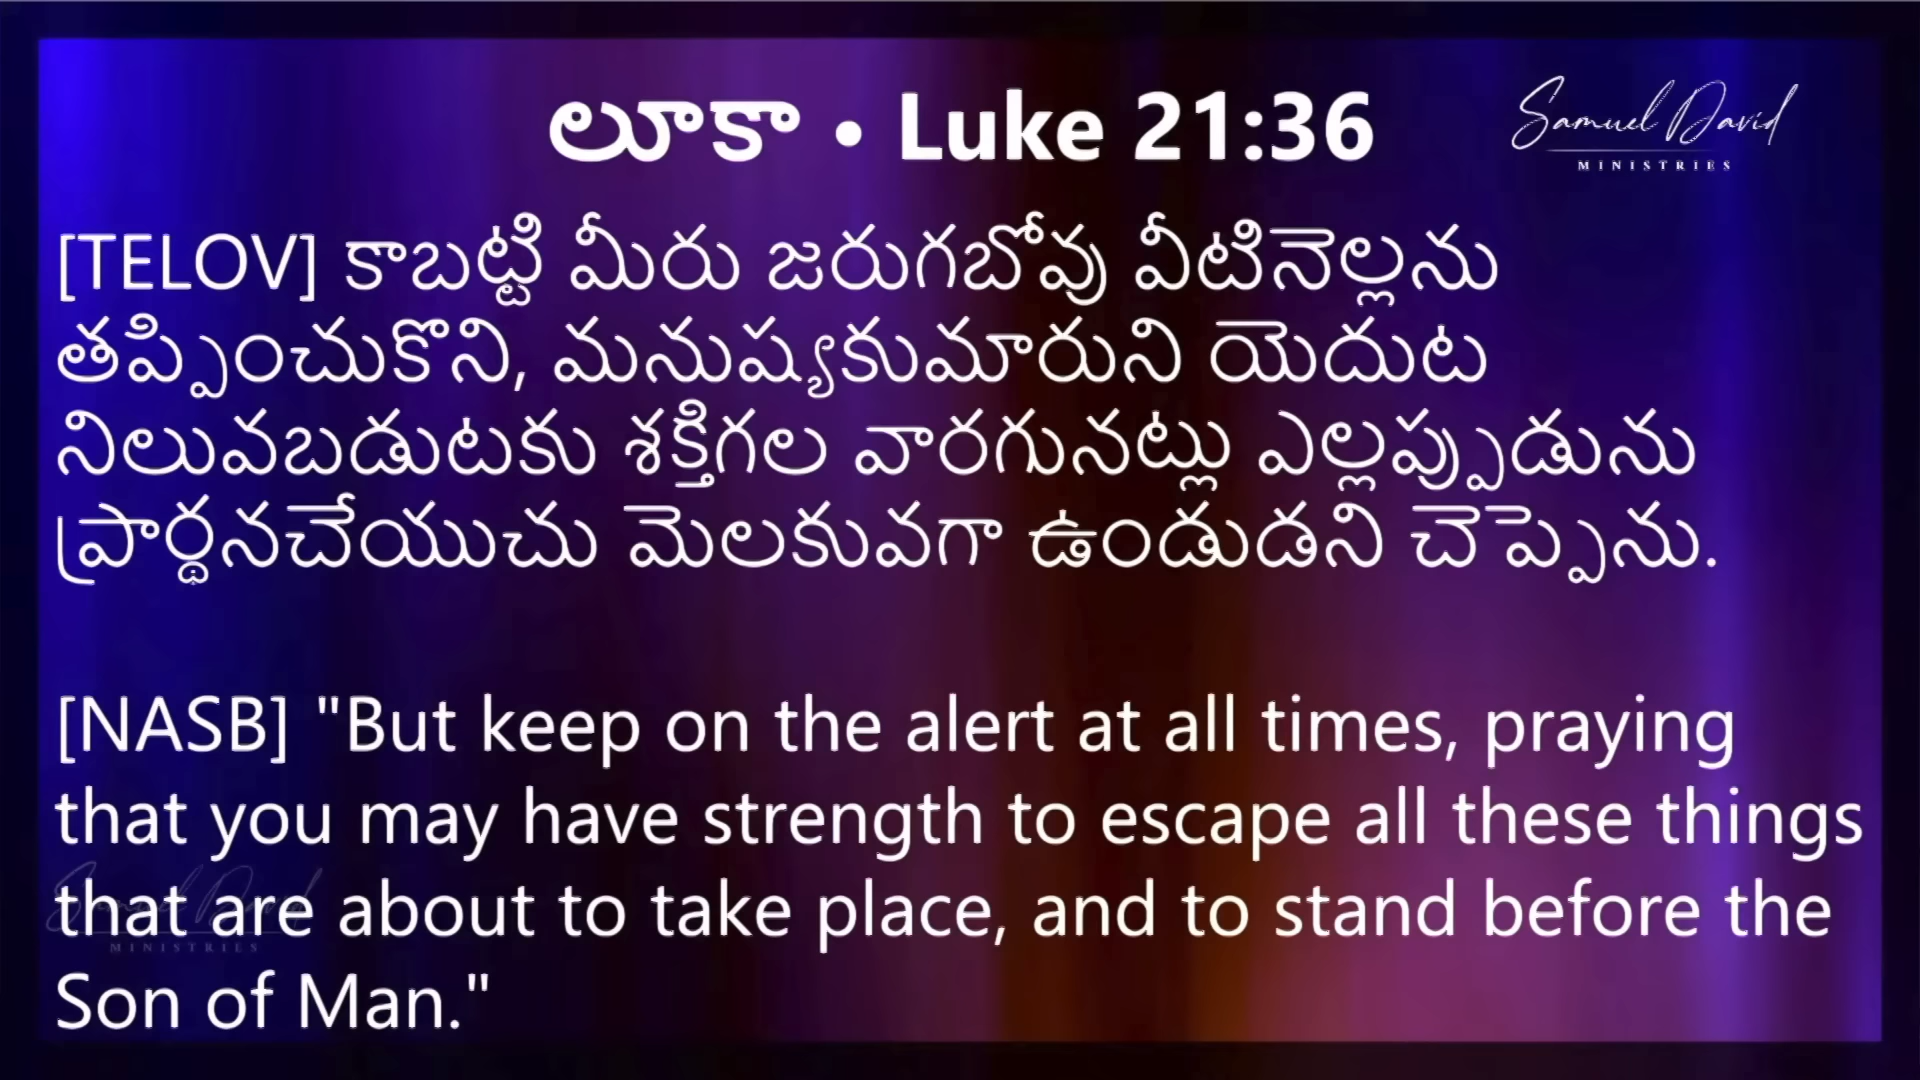 లూకా • Luke 21:36
Samuel David
MINISTRIES
[TELOV] కాబట్టి మీరు జరుగబోవు వీటినెల్లను
తప్పించుకొని, మనుష్యకుమారుని యెదుట
నిలువబడుటకు శక్తిగల వారగునట్లు ఎల్లప్పుడును
ప్రార్థనచేయుచు మెలకువగా ఉండుడని చెప్పెను.
[NASB] "But keep on the alert at all times, praying
that you may have strength to escape all these things
that are about to take place, and to stand before the
Son of Man."
Samuel David
MINISTRIES